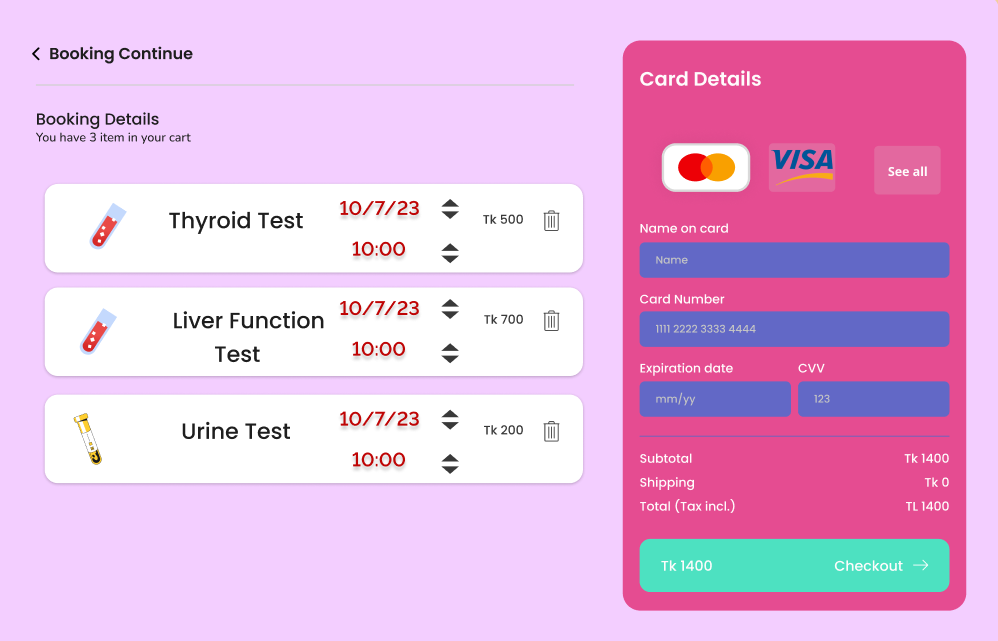 Booking Continue
Booking Details
You have 3 item in your cart
Thyroid Test
10/7/23
10:00
Tk 500
Liver Function
Test
10/7/23
10:00
Tk 700
Urine Test
10/7/23
10:00
Tk 200
Card Details
VISA
See all
Name on card
Name
Card Number
1111 2222 3333 4444
Expiration date
CVV
mm/yy
123
Subtotal
Tk 1400
Shipping
Tk 0
Total (Tax incl.)
TL 1400
Tk 1400
Checkout